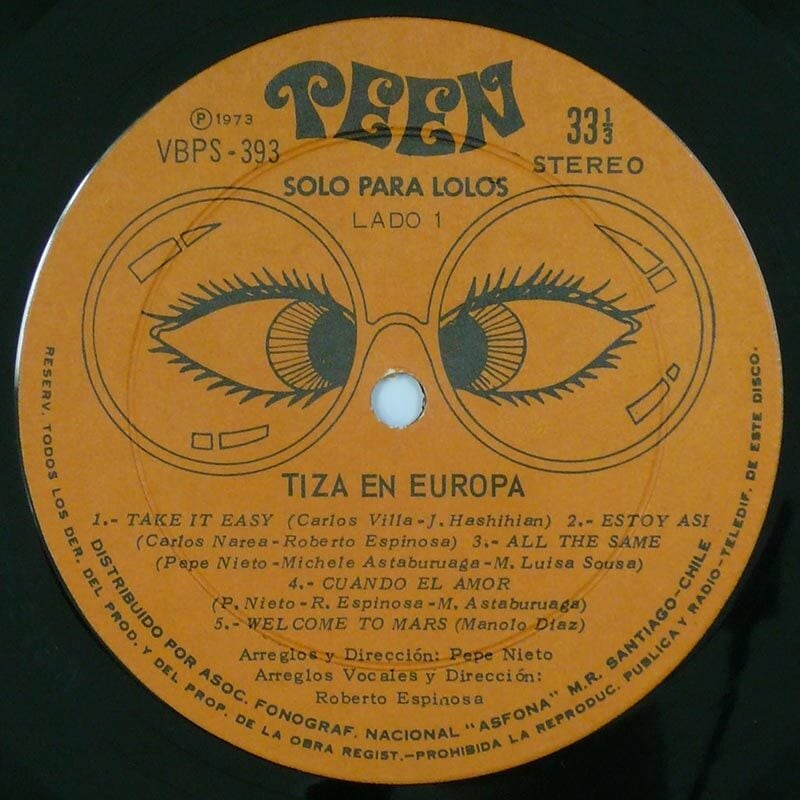 TEEN
℗ 1973
VBPS-393
33 1/3
STEREO
SOLO PARA LOLOS
LADO 1
TIZA EN EUROPA
1.- TAKE IT EASY (Carlos Villa-J. Hashihian) 2.- ESTOY ASI
(Carlos Narea-Roberto Espinosa) 3.- ALL THE SAME
(Pepe Nieto-Michele Astaburuaga-M. Luisa Sousa)
4.- CUANDO EL AMOR
(P. Nieto-R. Espinosa-M. Astaburuaga)
5.- WELCOME TO MARS (Manolo Diaz)
Arreglos y Dirección: Pepe Nieto
Arreglos Vocales y Dirección:
Roberto Espinosa
DISTRIBUIDO POR ASOC. FONOGRAF. NACIONAL "ASFONA" M.R. SANTIAGO-CHILE
RESERV. TODOS LOS DER. DEL PROD. Y DEL PROP. DE LA OBRA REGIST.-PROHIBIDA LA REPRODUC. PUBLICA Y RADIO-TELEDIF. DE ESTE DISCO.